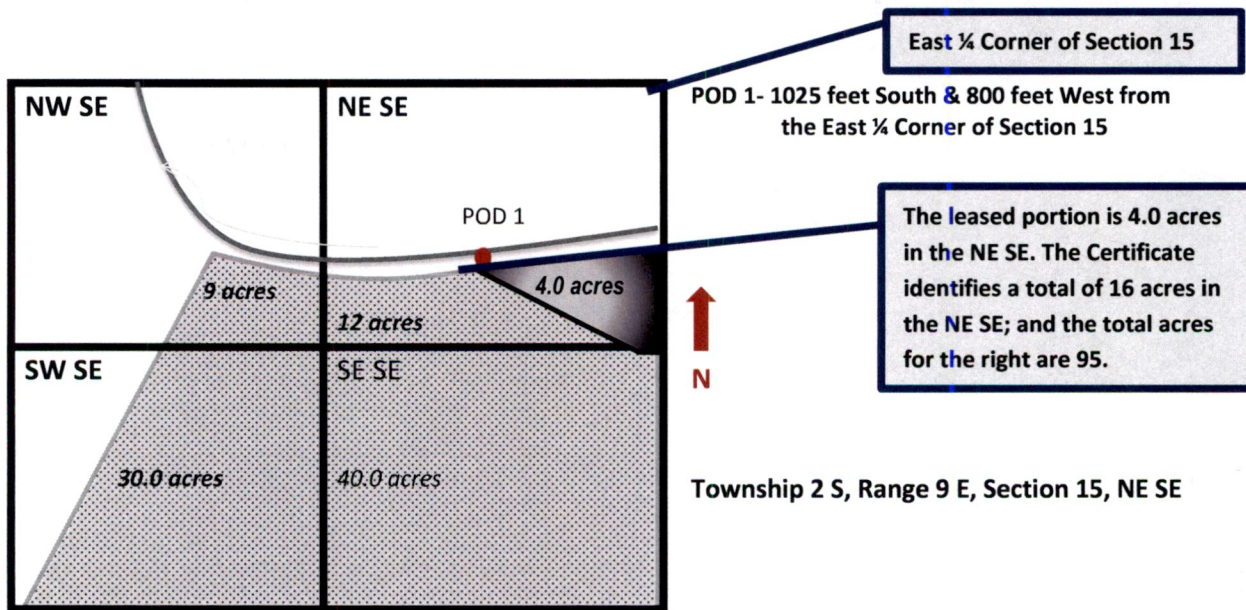 East ¼ Corner of Section 15
NW SE
NE SE
POD 1- 1025 feet South & 800 feet West from
the East ¼ Corner of Section 15
POD 1
The leased portion is 4.0 acres
in the NE SE. The Certificate
identifies a total of 16 acres in
the NE SE; and the total acres
for the right are 95.
9 acres
4.0 acres
12 acres
SW SE
SE SE
N
30.0 acres
40.0 acres
Township 2 S, Range 9 E, Section 15, NE SE